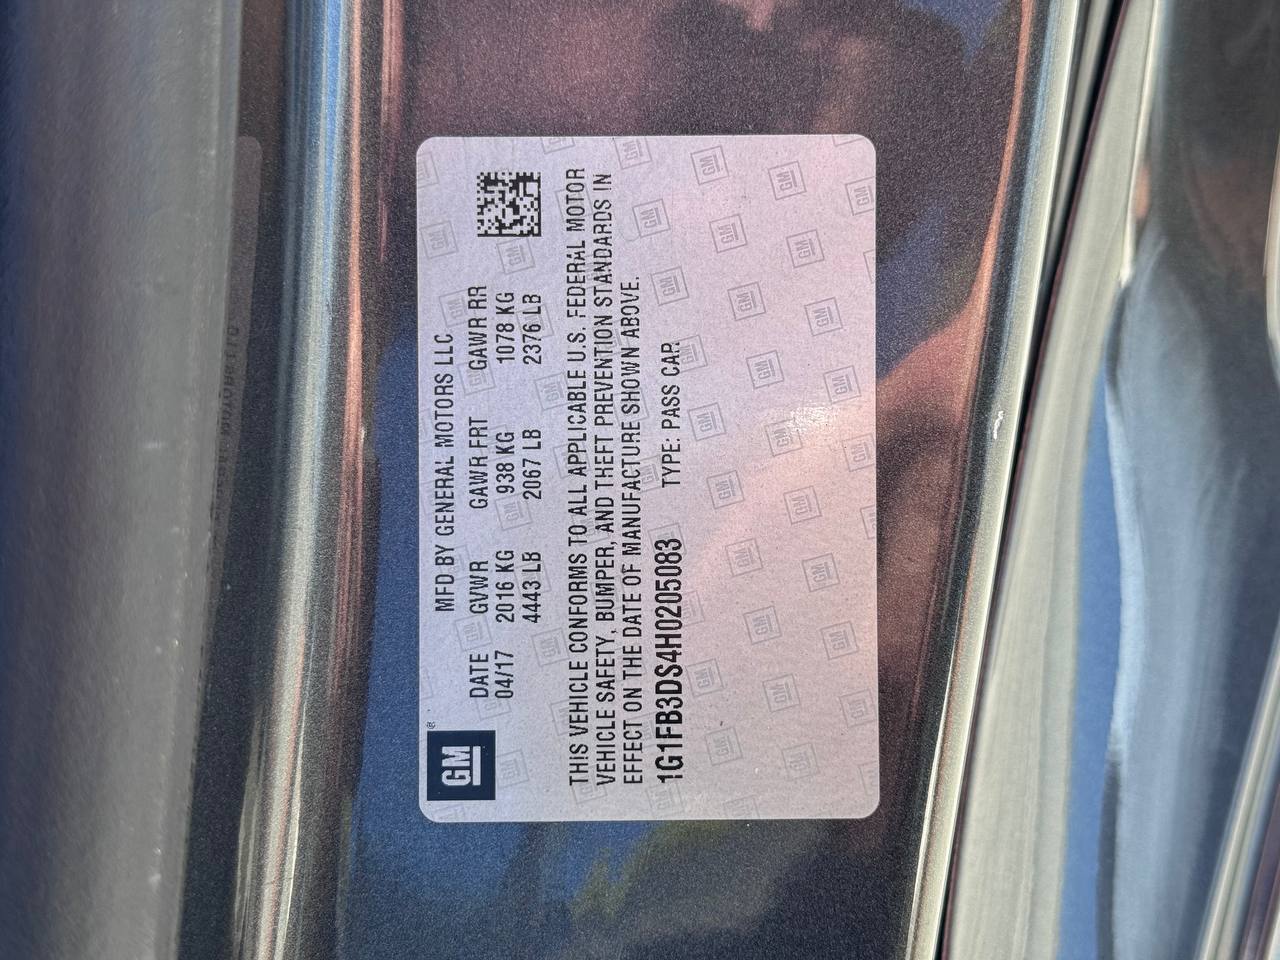 GM ®
MFD BY GENERAL MOTORS LLC
DATE GVWR GAWR FRT GAWR RR
04/17 2016 KG 938 KG 1078 KG
4443 LB 2067 LB 2376 LB
THIS VEHICLE CONFORMS TO ALL APPLICABLE U.S. FEDERAL MOTOR
VEHICLE SAFETY, BUMPER, AND THEFT PREVENTION STANDARDS IN
EFFECT ON THE DATE OF MANUFACTURE SHOWN ABOVE.
1G1FB3DS4H0205083 TYPE: PASS CAR